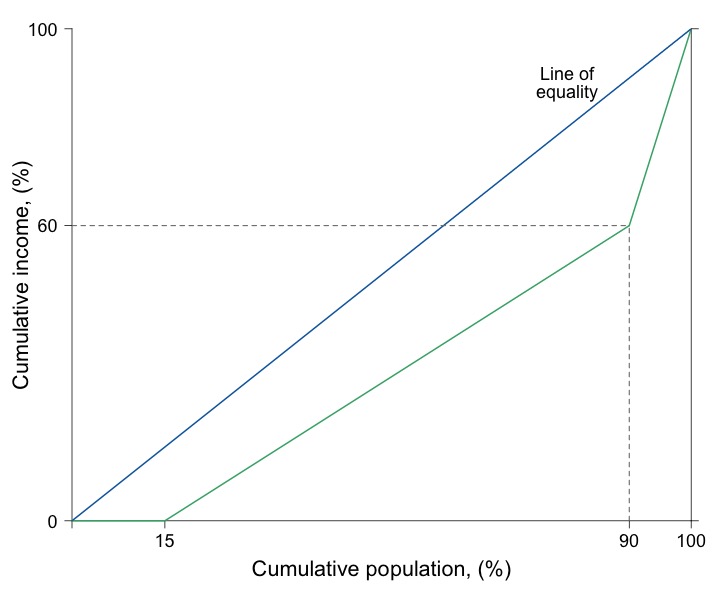 100
Line of
equality
60
Cumulative income, (%)
0
15
90
100
Cumulative population, (%)